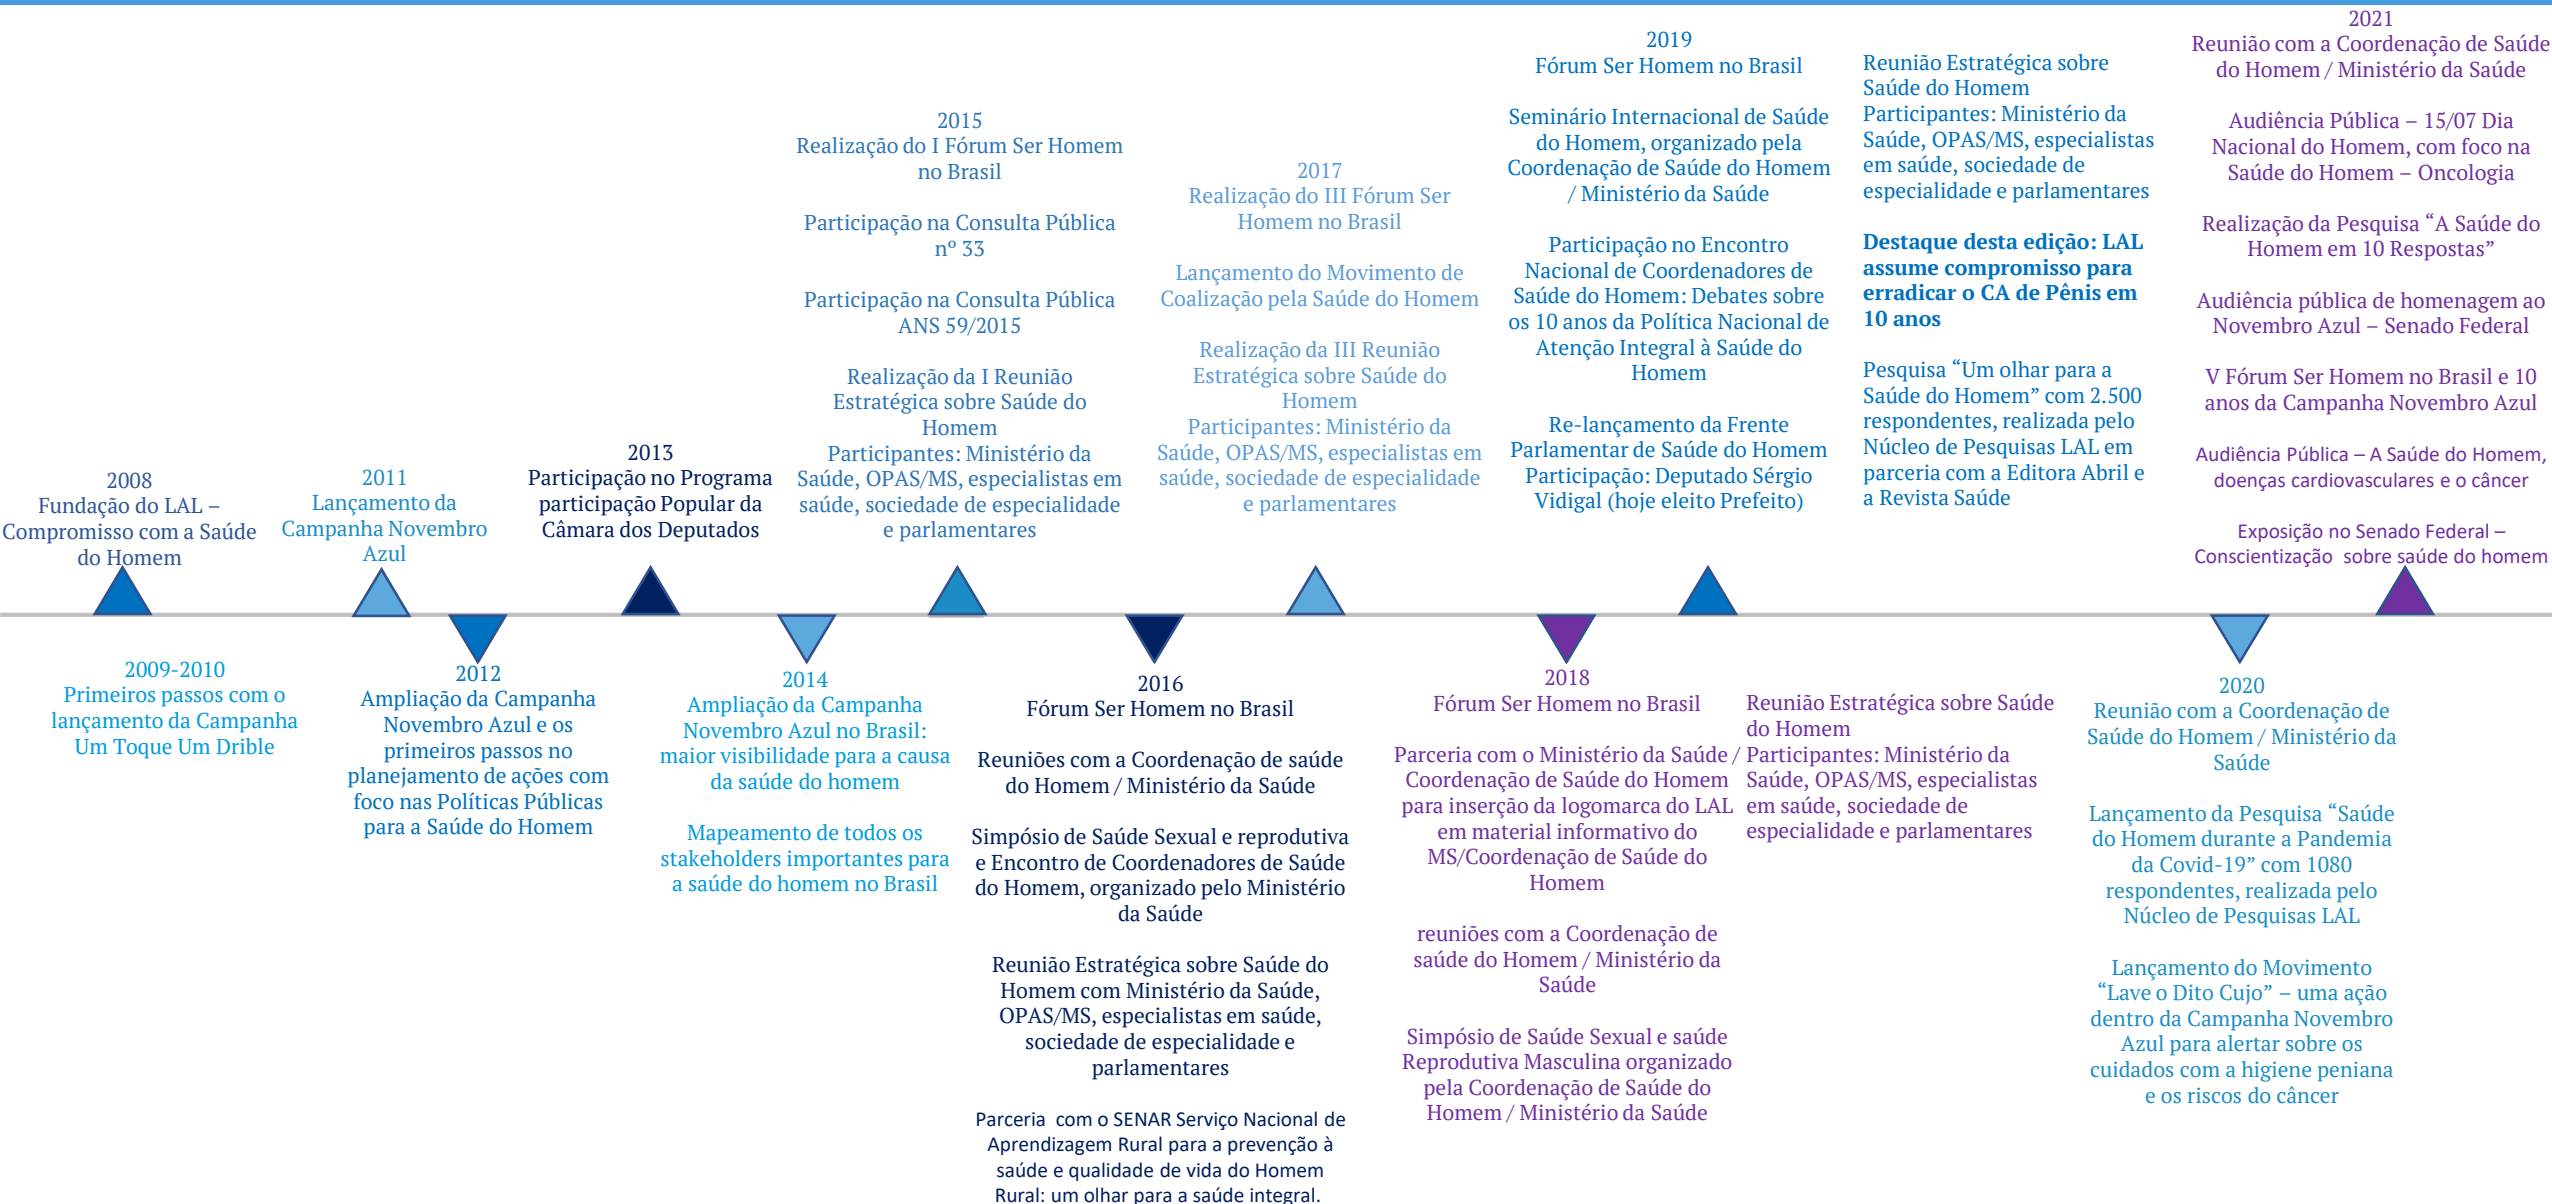 2008
Fundação do LAL –
Compromisso com a Saúde
do Homem
2009-2010
Primeiros passos com o
lançamento da Campanha
Um Toque Um Drible
2011
Lançamento da
Campanha Novembro
Azul
2012
Ampliação da Campanha
Novembro Azul e os
primeiros passos no
planejamento de ações com
foco nas Políticas Públicas
para a Saúde do Homem
2013
Participação no Programa
participação Popular da
Câmara dos Deputados
2014
Ampliação da Campanha
Novembro Azul no Brasil:
maior visibilidade para a causa
da saúde do homem
Mapeamento de todos os
stakeholders importantes para
a saúde do homem no Brasil
2015
Realização do I Fórum Ser Homem
no Brasil
Participação na Consulta Pública
nº 33
Participação na Consulta Pública
ANS 59/2015
Realização da I Reunião
Estratégica sobre Saúde do
Homem
Participantes: Ministério da
Saúde, OPAS/MS, especialistas em
saúde, sociedade de especialidade
e parlamentares
2016
Fórum Ser Homem no Brasil
Reuniões com a Coordenação de saúde
do Homem / Ministério da Saúde
Simpósio de Saúde Sexual e reprodutiva
e Encontro de Coordenadores de Saúde
do Homem, organizado pelo Ministério
da Saúde
Reunião Estratégica sobre Saúde do
Homem com Ministério da Saúde,
OPAS/MS, especialistas em saúde,
sociedade de especialidade e
parlamentares
Parceria com o SENAR Serviço Nacional de
Aprendizagem Rural para a prevenção à
saúde e qualidade de vida do Homem
Rural: um olhar para a saúde integral.
2017
Realização do III Fórum Ser
Homem no Brasil
Lançamento do Movimento de
Coalização pela Saúde do Homem
Realização da III Reunião
Estratégica sobre Saúde do
Homem
Participantes: Ministério da
Saúde, OPAS/MS, especialistas em
saúde, sociedade de especialidade
e parlamentares
2018
Fórum Ser Homem no Brasil
Parceria com o Ministério da Saúde /
Coordenação de Saúde do Homem
para inserção da logomarca do LAL
em material informativo do
MS/Coordenação de Saúde do
Homem
reuniões com a Coordenação de
saúde do Homem / Ministério da
Saúde
Simpósio de Saúde Sexual e saúde
Reprodutiva Masculina organizado
pela Coordenação de Saúde do
Homem / Ministério da Saúde
Reunião Estratégica sobre Saúde
do Homem
Participantes: Ministério da
Saúde, OPAS/MS, especialistas
em saúde, sociedade de
especialidade e parlamentares
2019
Fórum Ser Homem no Brasil
Seminário Internacional de Saúde
do Homem, organizado pela
Coordenação de Saúde do Homem
/ Ministério da Saúde
Participação no Encontro
Nacional de Coordenadores de
Saúde do Homem: Debates sobre
os 10 anos da Política Nacional de
Atenção Integral à Saúde do
Homem
Re-lançamento da Frente
Parlamentar de Saúde do Homem
Participação: Deputado Sérgio
Vidigal (hoje eleito Prefeito)
Reunião Estratégica sobre
Saúde do Homem
Participantes: Ministério da
Saúde, OPAS/MS, especialistas
em saúde, sociedade de
especialidade e parlamentares
Destaque desta edição: LAL
assume compromisso para
erradicar o CA de Pênis em
10 anos
Pesquisa “Um olhar para a
Saúde do Homem” com 2.500
respondentes, realizada pelo
Núcleo de Pesquisas LAL em
parceria com a Editora Abril e
a Revista Saúde
2020
Reunião com a Coordenação de
Saúde do Homem / Ministério da
Saúde
Lançamento da Pesquisa “Saúde
do Homem durante a Pandemia
da Covid-19” com 1080
respondentes, realizada pelo
Núcleo de Pesquisas LAL
Lançamento do Movimento
“Lave o Dito Cujo” – uma ação
dentro da Campanha Novembro
Azul para alertar sobre os
cuidados com a higiene peniana
e os riscos do câncer
2021
Reunião com a Coordenação de Saúde
do Homem / Ministério da Saúde
Audiência Pública – 15/07 Dia
Nacional do Homem, com foco na
Saúde do Homem – Oncologia
Realização da Pesquisa “A Saúde do
Homem em 10 Respostas”
Audiência pública de homenagem ao
Novembro Azul – Senado Federal
V Fórum Ser Homem no Brasil e 10
anos da Campanha Novembro Azul
Audiência Pública – A Saúde do Homem,
doenças cardiovasculares e o câncer
Exposição no Senado Federal –
Conscientização sobre saúde do homem